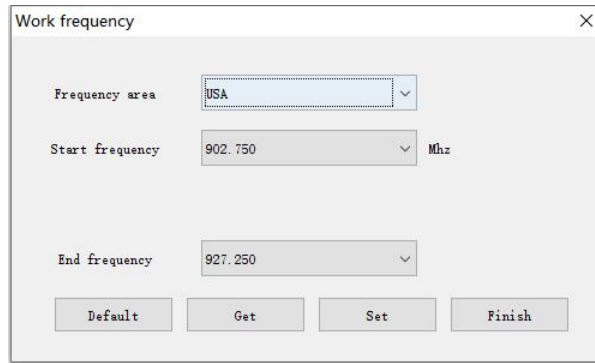 Work frequency
Frequency area USA
Start frequency 902.750 Mhz
End frequency 927.250
Default Get Set Finish